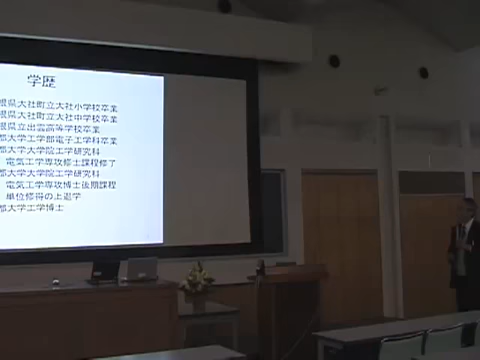 学歴
根県大社町立大社小学校卒業
根県大社町立大社中学校卒業
根県立出雲高等学校卒業
都大学工学部電子工学科卒業
都大学大学院工学研究科
電気工学専攻修士課程修了
都大学大学院工学研究科
電気工学専攻博士後期課程
単位修得の上退学
都大学工学博士